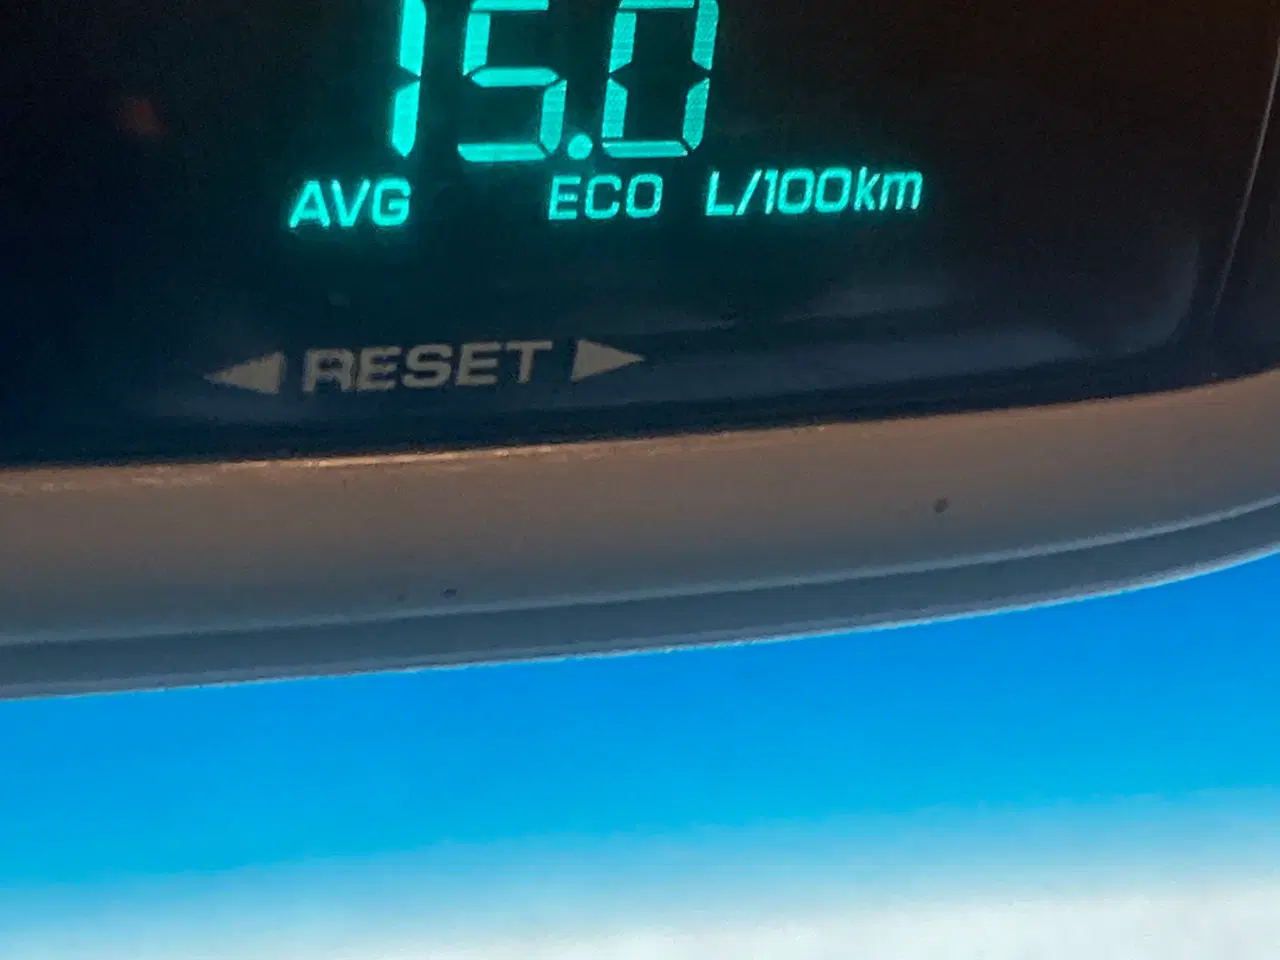 15.0
AVG ECO L/100km
◀ RESET ▶